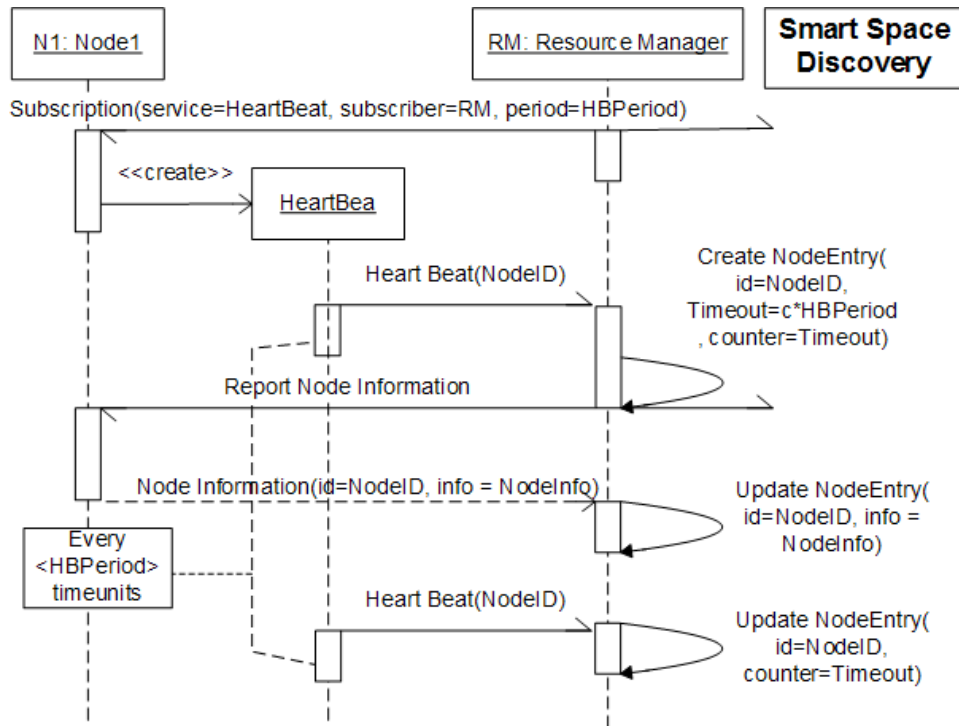 N1: Node1
RM: Resource Manager
Smart Space
Discovery
Subscription(service=HeartBeat, subscriber=RM, period=HBPeriod)
<<create>>
HeartBea
Heart Beat(NodeID)
Create NodeEntry(
id=NodeID,
Timeout=c*HBPeriod
, counter=Timeout)
Report Node Information
Node Information(id=NodeID, info = NodeInfo)
Update NodeEntry(
id=NodeID, info =
NodeInfo)
Every
<HBPeriod>
timeunits
Heart Beat(NodeID)
Update NodeEntry(
id=NodeID,
counter=Timeout)